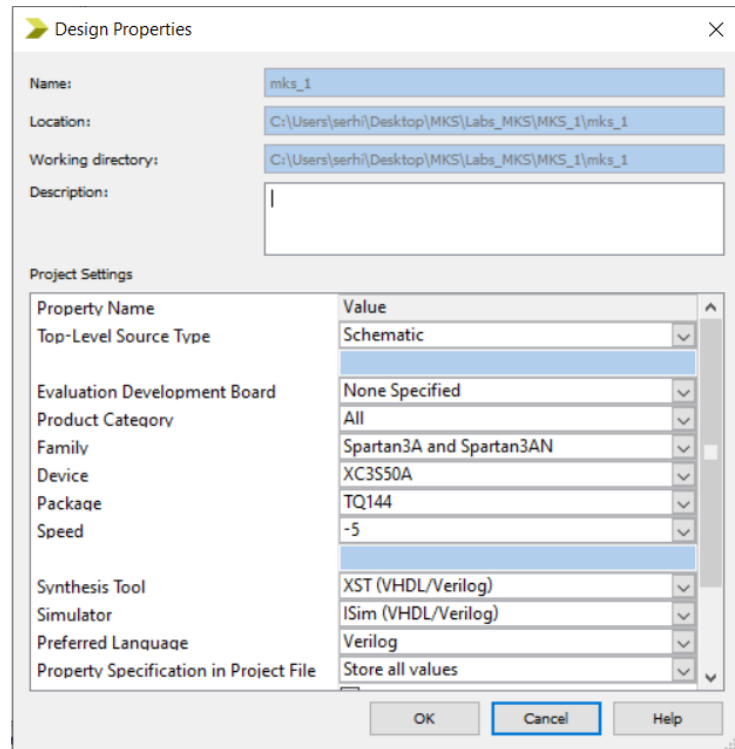 Design Properties
Name: mks_1
Location: C:\Users\serhi\Desktop\MKS\Labs_MKS\MKS_1\mks_1
Working directory: C:\Users\serhi\Desktop\MKS\Labs_MKS\MKS_1\mks_1
Description:
Project Settings
Property Name Value
Top-Level Source Type Schematic
Evaluation Development Board None Specified
Product Category All
Family Spartan3A and Spartan3AN
Device XC3S50A
Package TQ144
Speed -5
Synthesis Tool XST (VHDL/Verilog)
Simulator ISim (VHDL/Verilog)
Preferred Language Verilog
Property Specification in Project File Store all values
OK Cancel Help